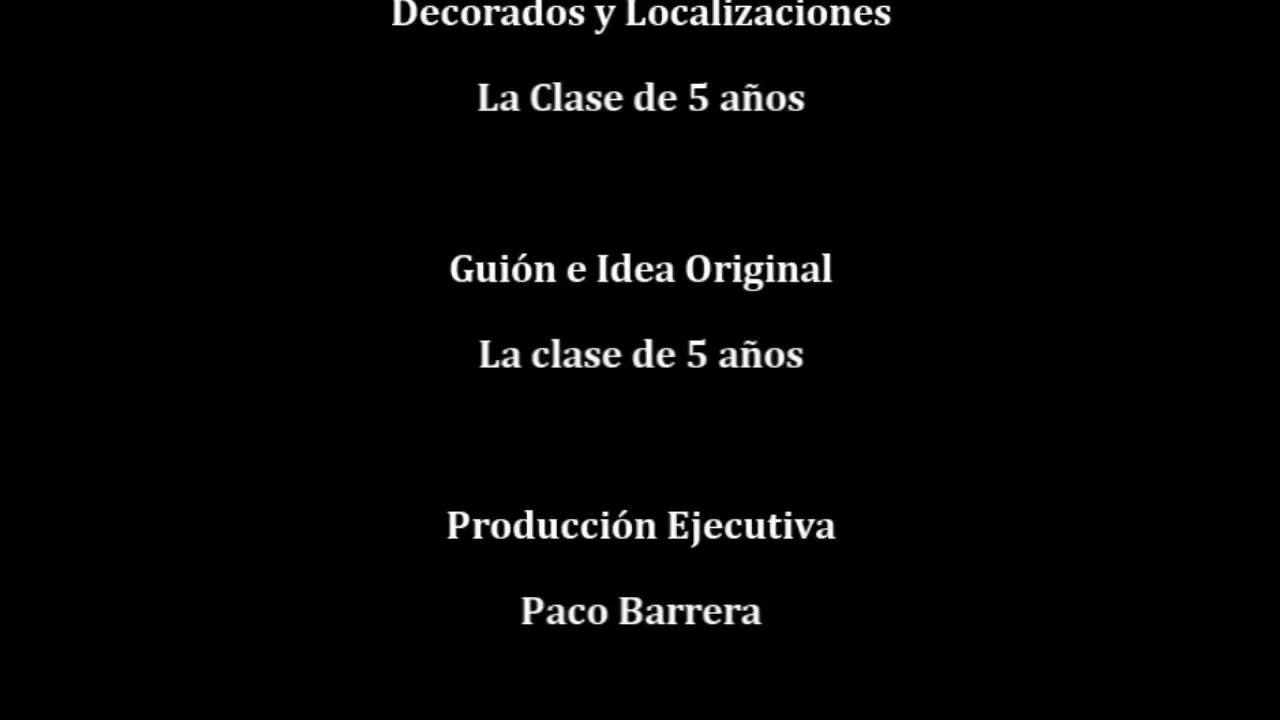 Decorados y Localizaciones
La Clase de 5 años
Guión e Idea Original
La clase de 5 años
Producción Ejecutiva
Paco Barrera